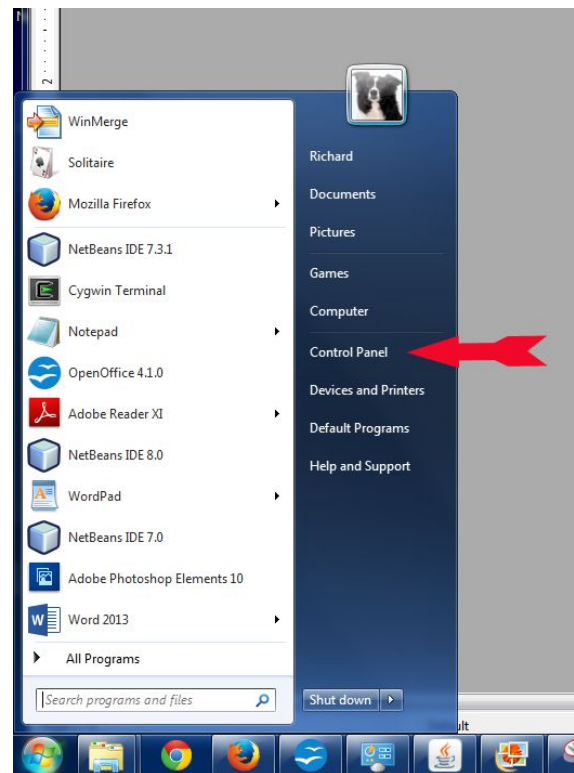 2
WinMerge
Solitaire
Mozilla Firefox
NetBeans IDE 7.3.1
Cygwin Terminal
Notepad
OpenOffice 4.1.0
Adobe Reader XI
NetBeans IDE 8.0
WordPad
NetBeans IDE 7.0
Adobe Photoshop Elements 10
Word 2013
All Programs
Search programs and files
Richard
Documents
Pictures
Games
Computer
Control Panel
Devices and Printers
Default Programs
Help and Support
Shut down